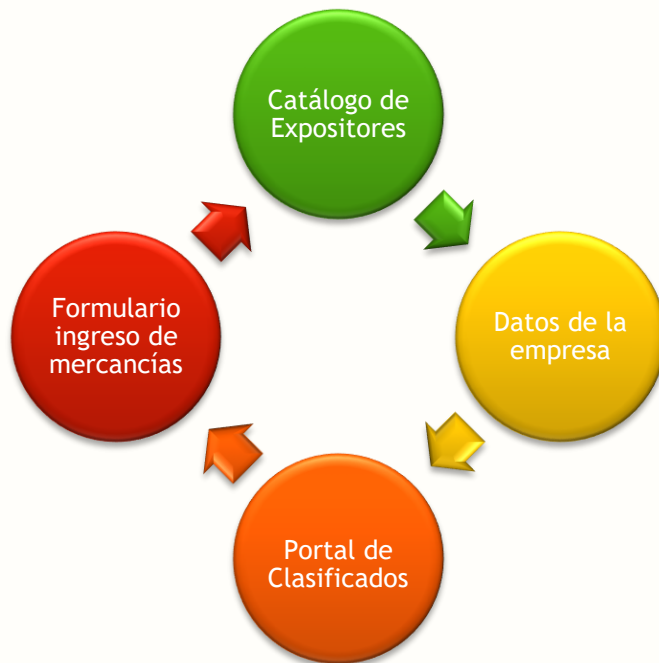 Catálogo de
Expositores
Datos de la
empresa
Portal de
Clasificados
Formulario
ingreso de
mercancías